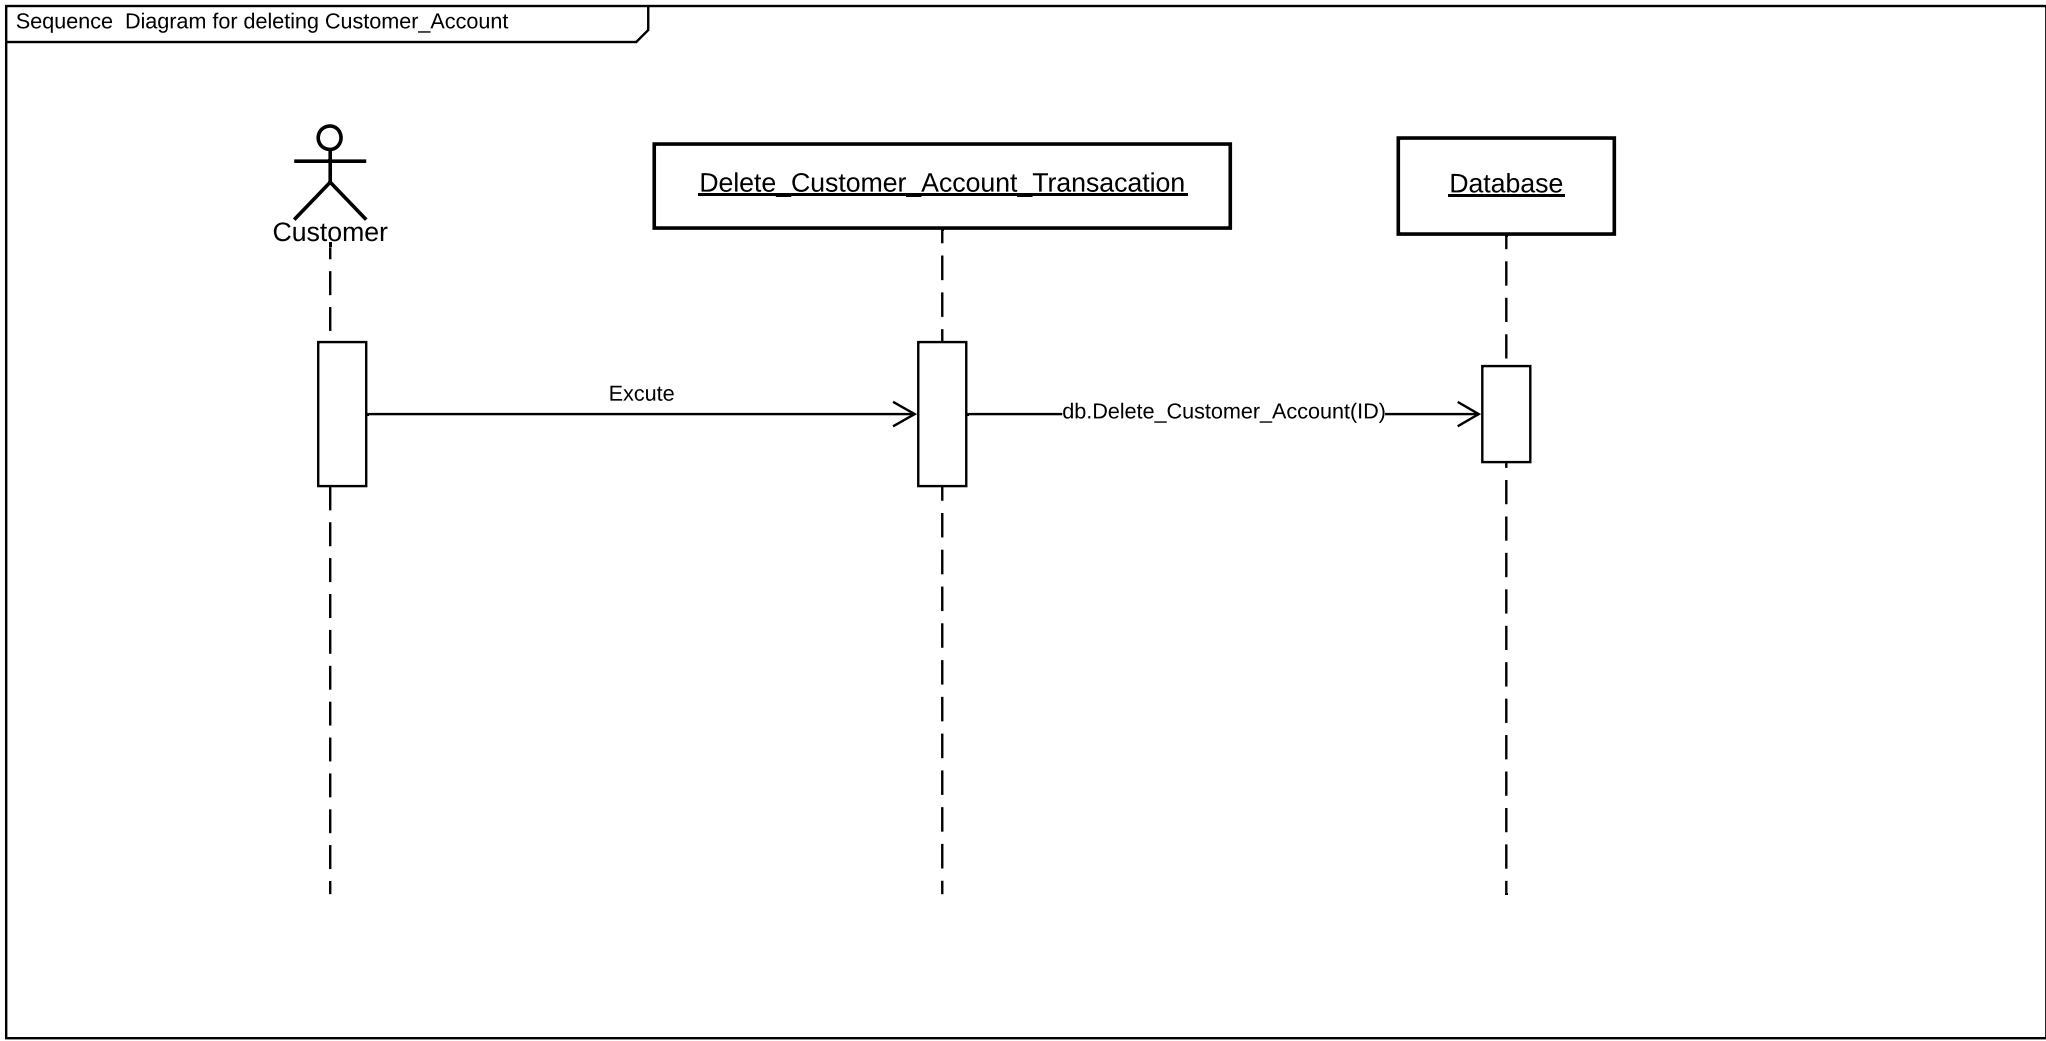 Sequence  Diagram for deleting Customer_Account
Customer
Delete_Customer_Account_Transacation
Database
Excute
db.Delete_Customer_Account(ID)